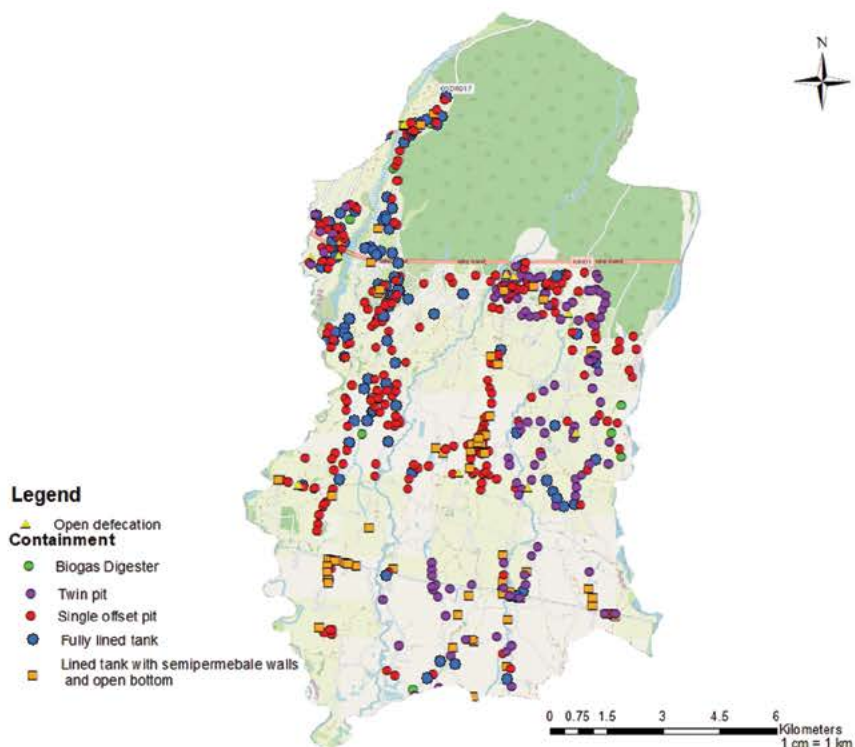 N
Legend
Open defecation
Containment
Biogas Digester
Twin pit
Single offset pit
Fully lined tank
Lined tank with semipermebale walls
and open bottom
0 0.75 1.5 3 4.5 6
Kilometers
1 cm = 1 km